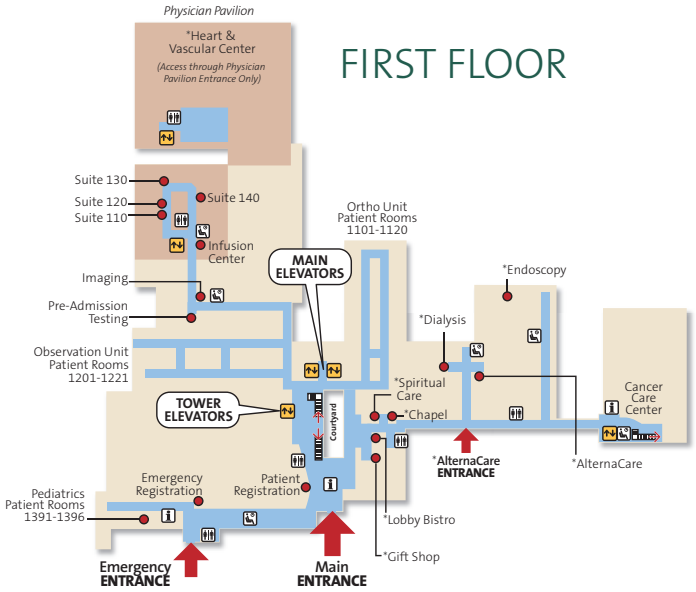 Physician Pavilion
*Heart &
Vascular Center
(Access through Physician
Pavilion Entrance Only)
FIRST FLOOR
Suite 130
Suite 120
Suite 110
Suite 140
Infusion
Center
Ortho Unit
Patient Rooms
1101-1120
MAIN
ELEVATORS
*Endoscopy
Imaging
Pre-Admission
Testing
*Dialysis
Observation Unit
Patient Rooms
1201-1221
*Spiritual
Care
*Chapel
Cancer
Care
Center
TOWER
ELEVATORS
Courtyard
*AlternaCare
ENTRANCE
*AlternaCare
Emergency
Registration
Patient
Registration
Pediatrics
Patient Rooms
1391-1396
*Lobby Bistro
*Gift Shop
Emergency
ENTRANCE
Main
ENTRANCE